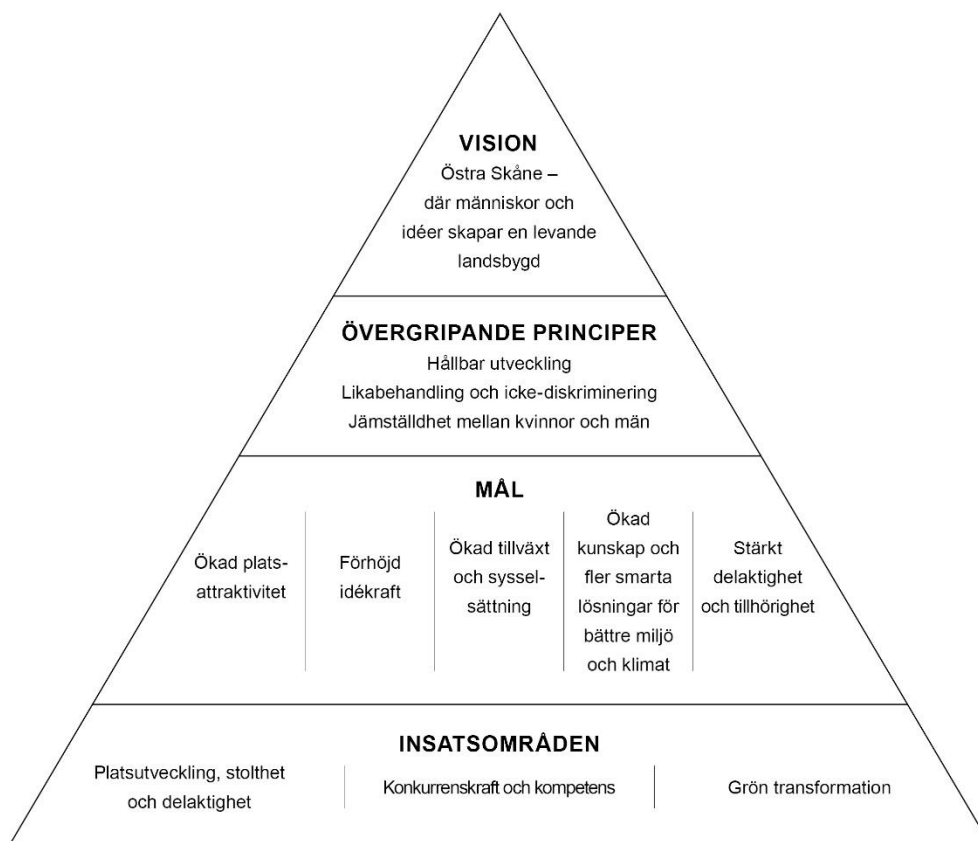 VISION
Östra Skåne –
där människor och
idéer skapar en levande
landsbygd
ÖVERGRIPANDE PRINCIPER
Hållbar utveckling
Likabehandling och icke-diskriminering
Jämställdhet mellan kvinnor och män
MÅL
Ökad plats-
attraktivitet
Förhöjd
idékraft
Ökad tillväxt
och syssel-
sättning
Ökad
kunskap och
fler smarta
lösningar för
bättre miljö
och klimat
Stärkt
delaktighet
och tillhörighet
INSATSOMRÅDEN
Platsutveckling, stolthet
och delaktighet
Konkurrenskraft och kompetens
Grön transformation